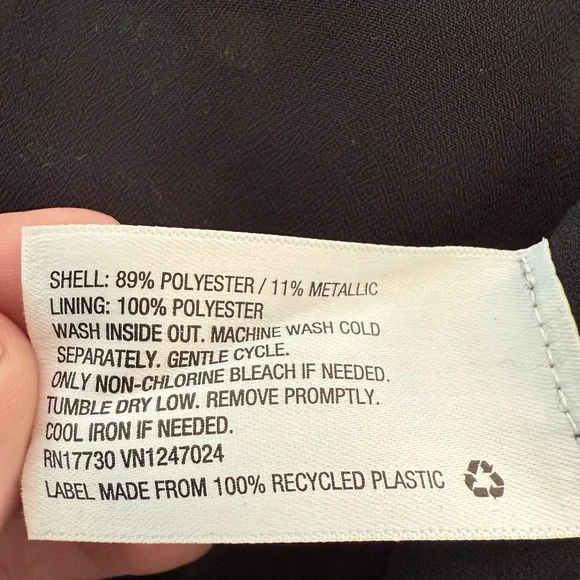 SHELL: 89% POLYESTER / 11% METALLIC
LINING: 100% POLYESTER
WASH INSIDE OUT. MACHINE WASH COLD
SEPARATELY. GENTLE CYCLE.
ONLY NON-CHLORINE BLEACH IF NEEDED.
TUMBLE DRY LOW. REMOVE PROMPTLY.
COOL IRON IF NEEDED.
RN17730 VN1247024
LABEL MADE FROM 100% RECYCLED PLASTIC